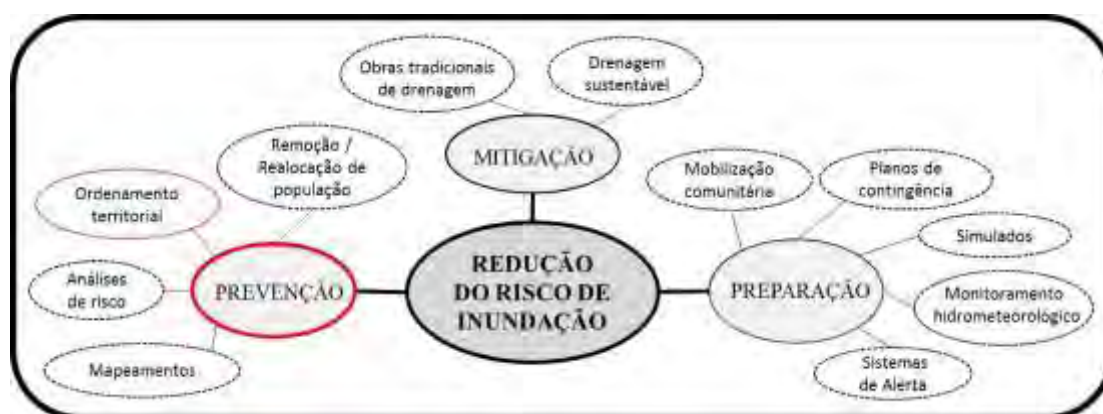 Obras tradicionais
de drenagem
Drenagem
sustentável
MITIGAÇÃO
Remoção /
Realocação de
população
Ordenamento
territorial
Análises
de risco
Mapeamentos
PREVENÇÃO
REDUÇÃO
DO RISCO DE
INUNDAÇÃO
Mobilização
comunitária
Planos de
contingência
Simulados
PREPARAÇÃO
Monitoramento
hidrometeorológico
Sistemas
de Alerta